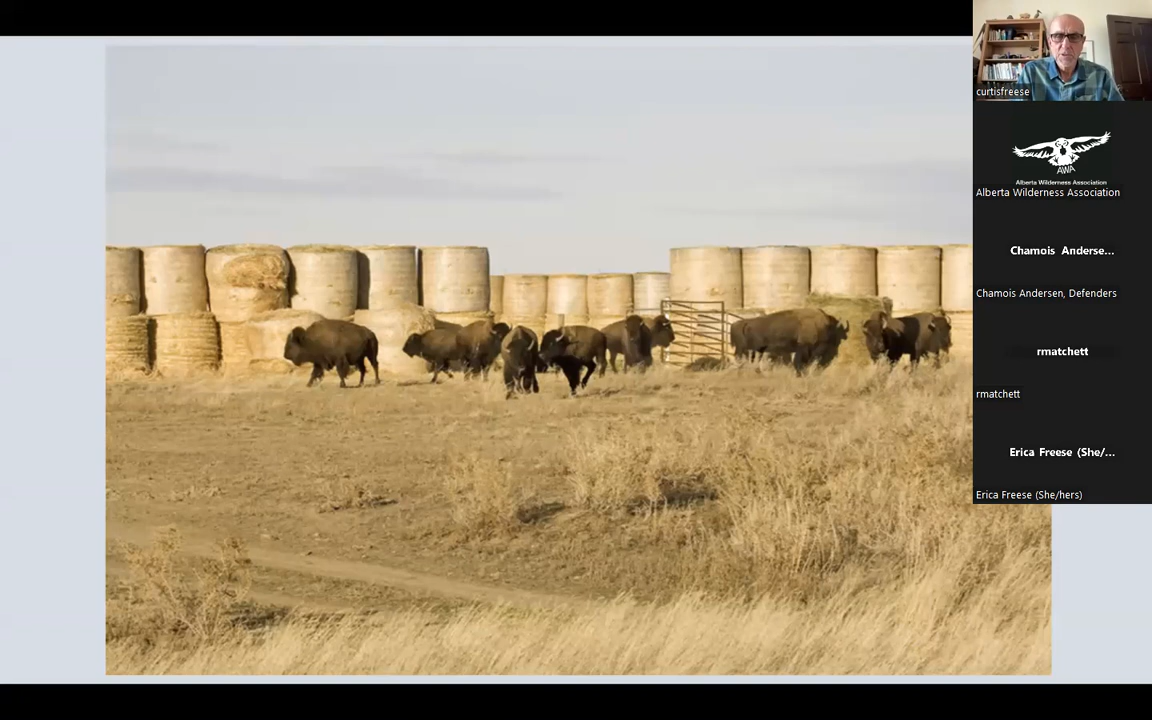 curtisfreese
AWA
Alberta Wilderness Association
Alberta Wilderness Association
Chamois Anderse...
Chamois Andersen, Defenders
rmatchett
rmatchett
Erica Freese (She/...
Erica Freese (She/hers)